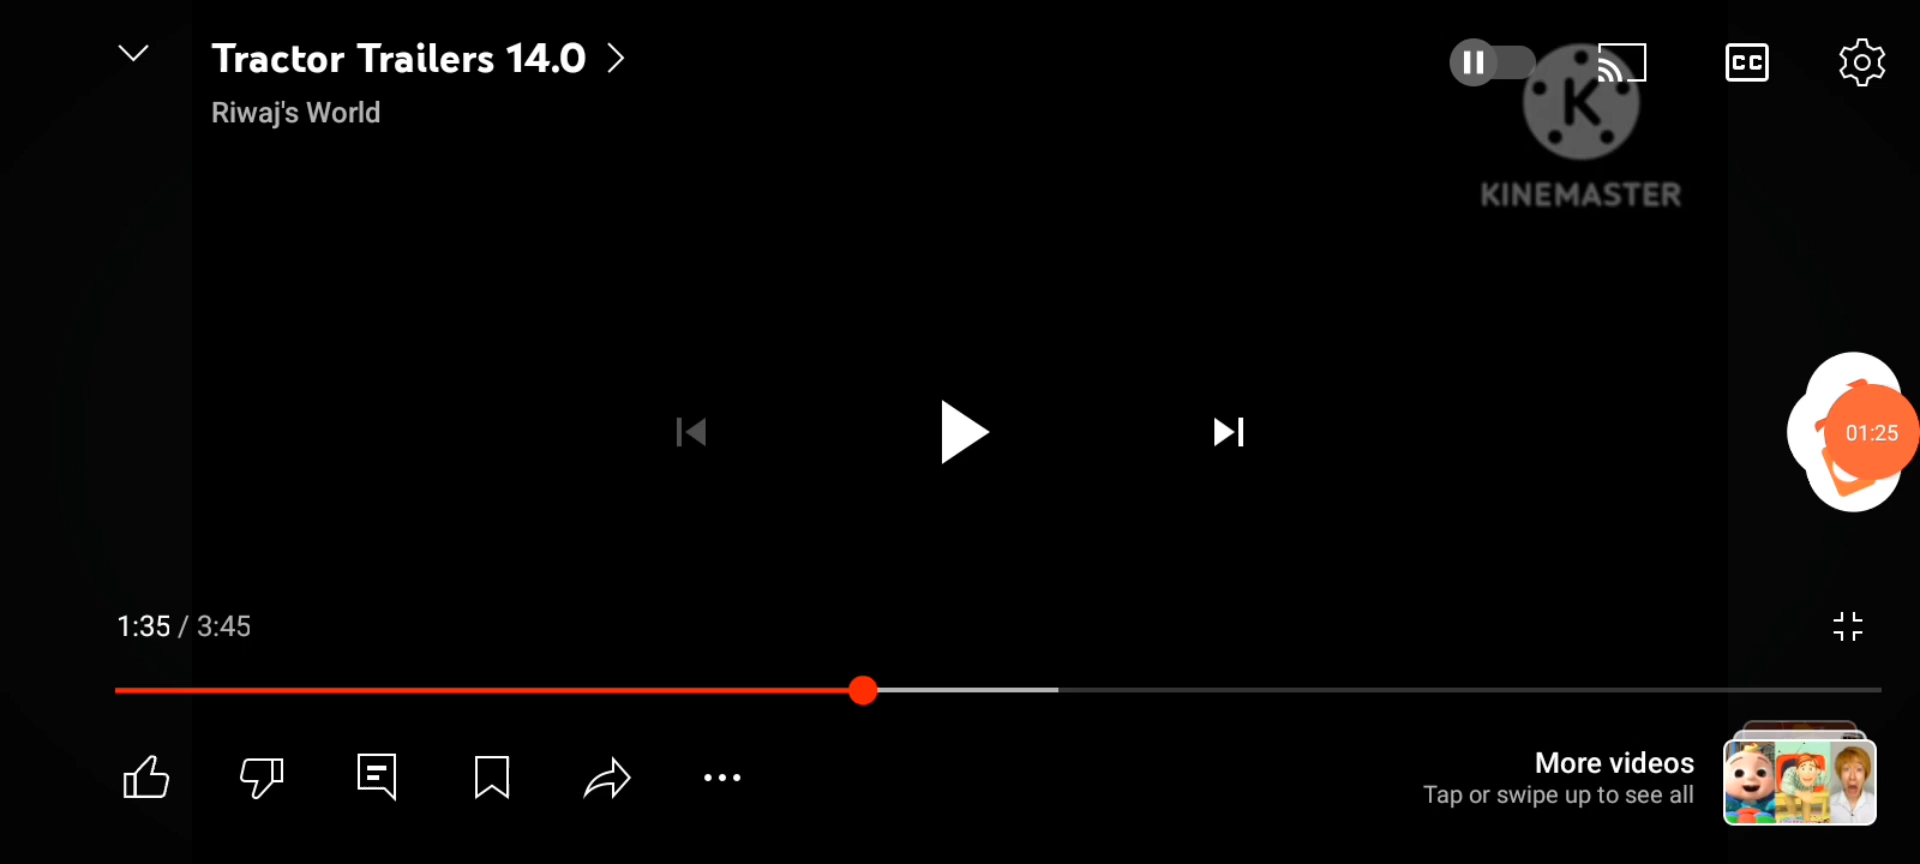 Tractor Trailers 14.0
Riwaj's World
CC
K
KINEMASTER
01:25
1:35 / 3:45
More videos
Tap or swipe up to see all